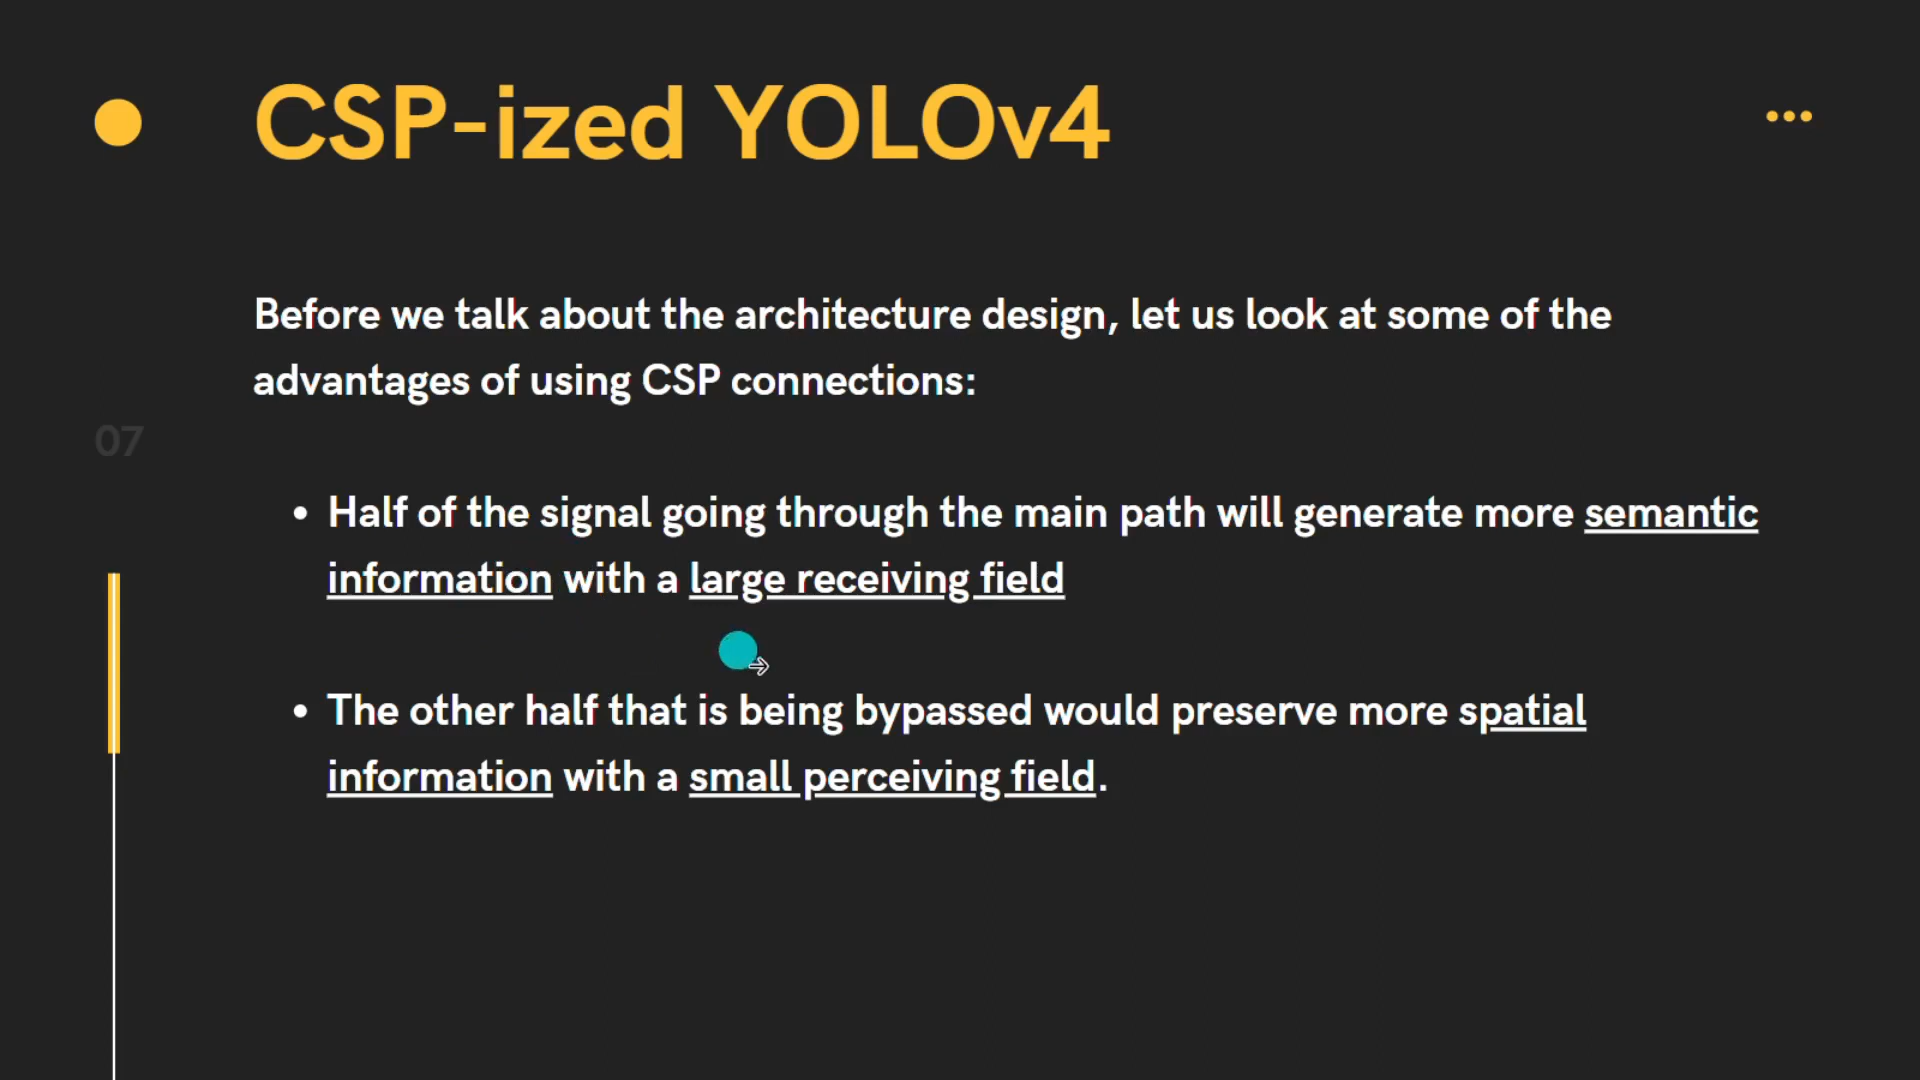 CSP-ized YOLOv4
Before we talk about the architecture design, let us look at some of the
advantages of using CSP connections:
07
• Half of the signal going through the main path will generate more semantic
information with a large receiving field
• The other half that is being bypassed would preserve more spatial
information with a small perceiving field.